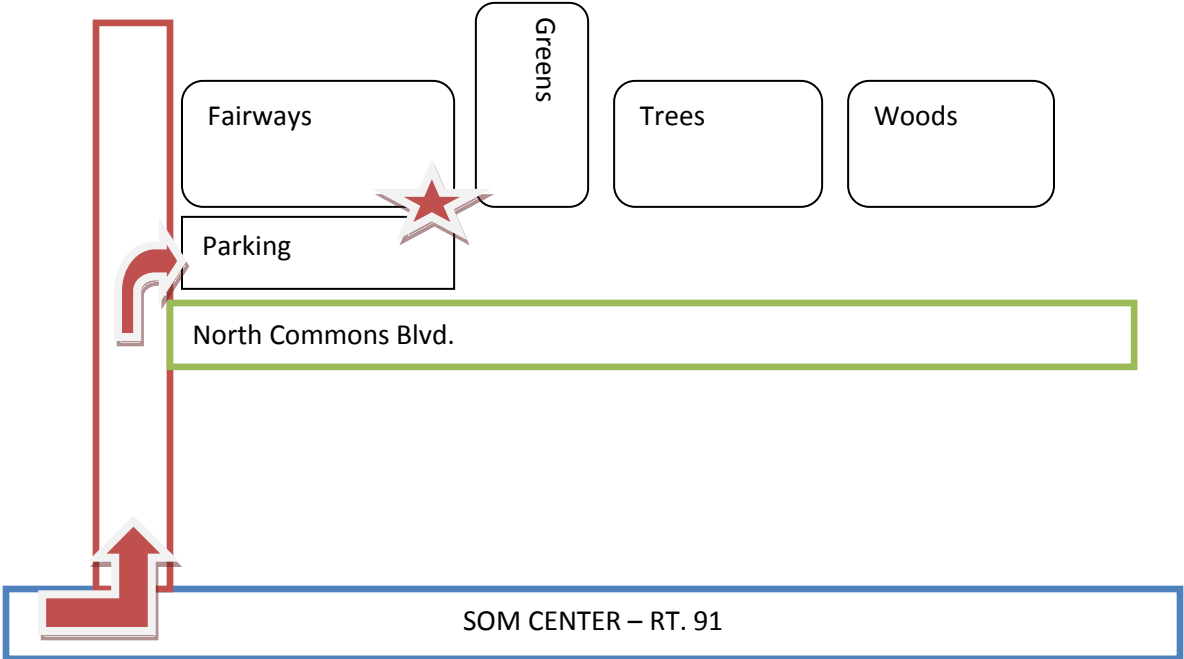 Greens
Fairways
Trees
Woods
Parking
North Commons Blvd.
SOM CENTER – RT. 91